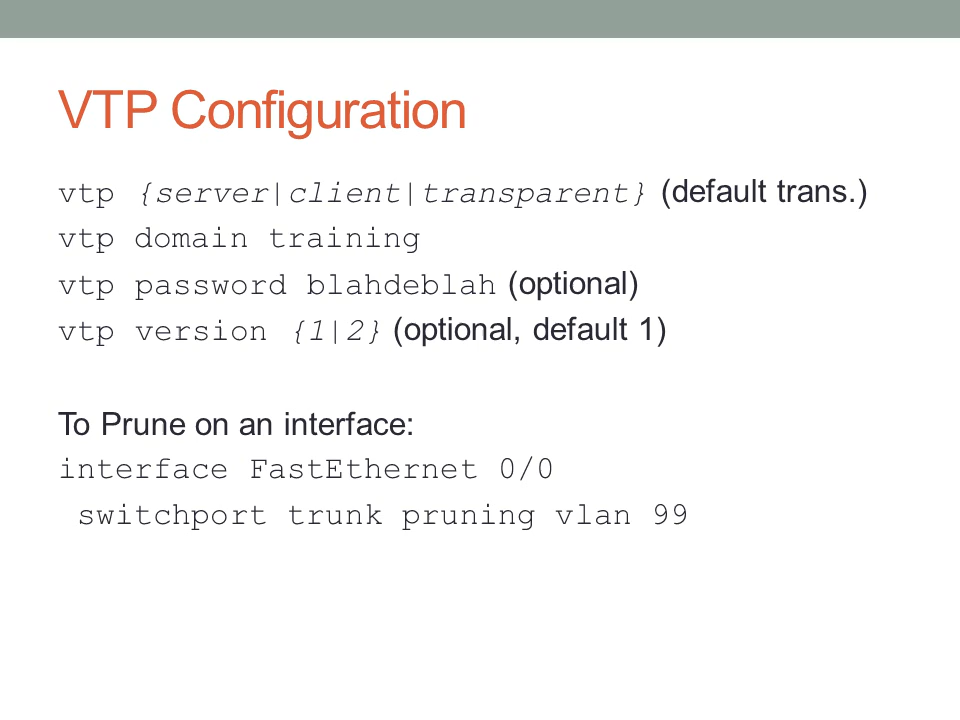 VTP Configuration
vtp {server|client|transparent} (default trans.)
vtp domain training
vtp password blahdeblah (optional)
vtp version {1|2} (optional, default 1)
To Prune on an interface:
interface FastEthernet 0/0
switchport trunk pruning vlan 99